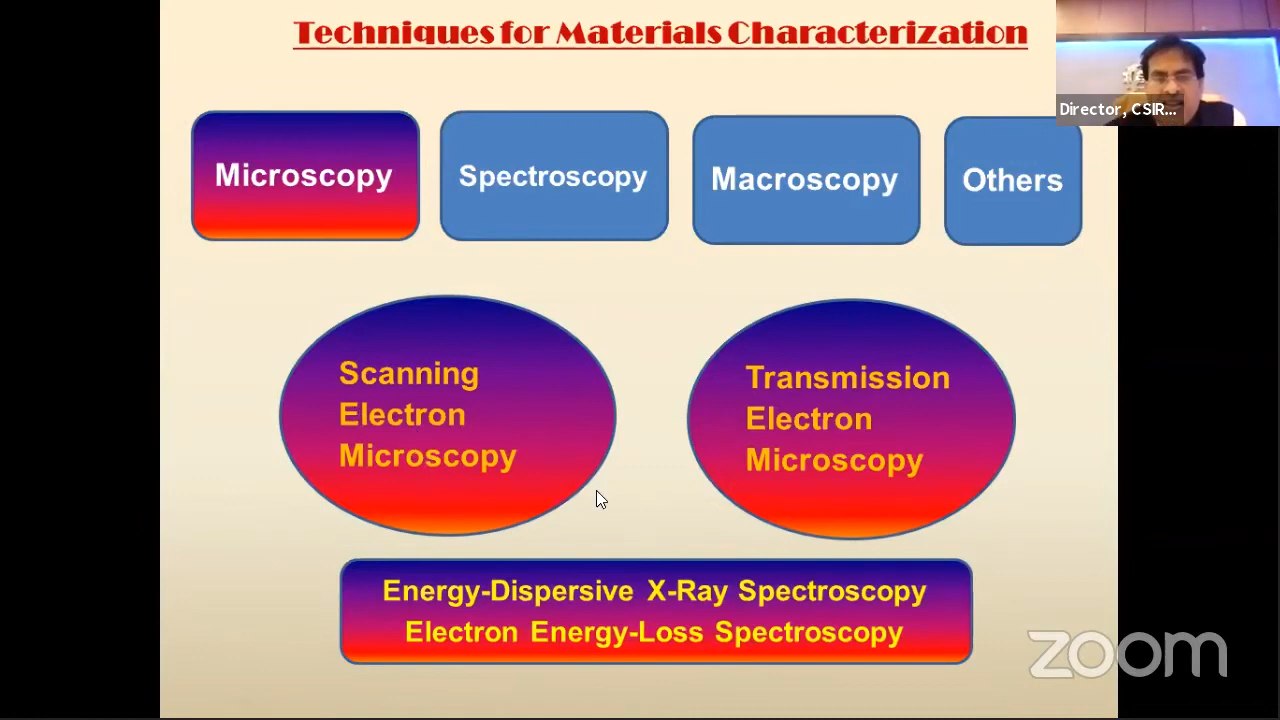 Techniques for Materials Characterization
Director, CSIR...
Microscopy
Spectroscopy
Macroscopy
Others
Scanning
Electron
Microscopy
Transmission
Electron
Microscopy
Energy-Dispersive X-Ray Spectroscopy
Electron Energy-Loss Spectroscopy
zoom